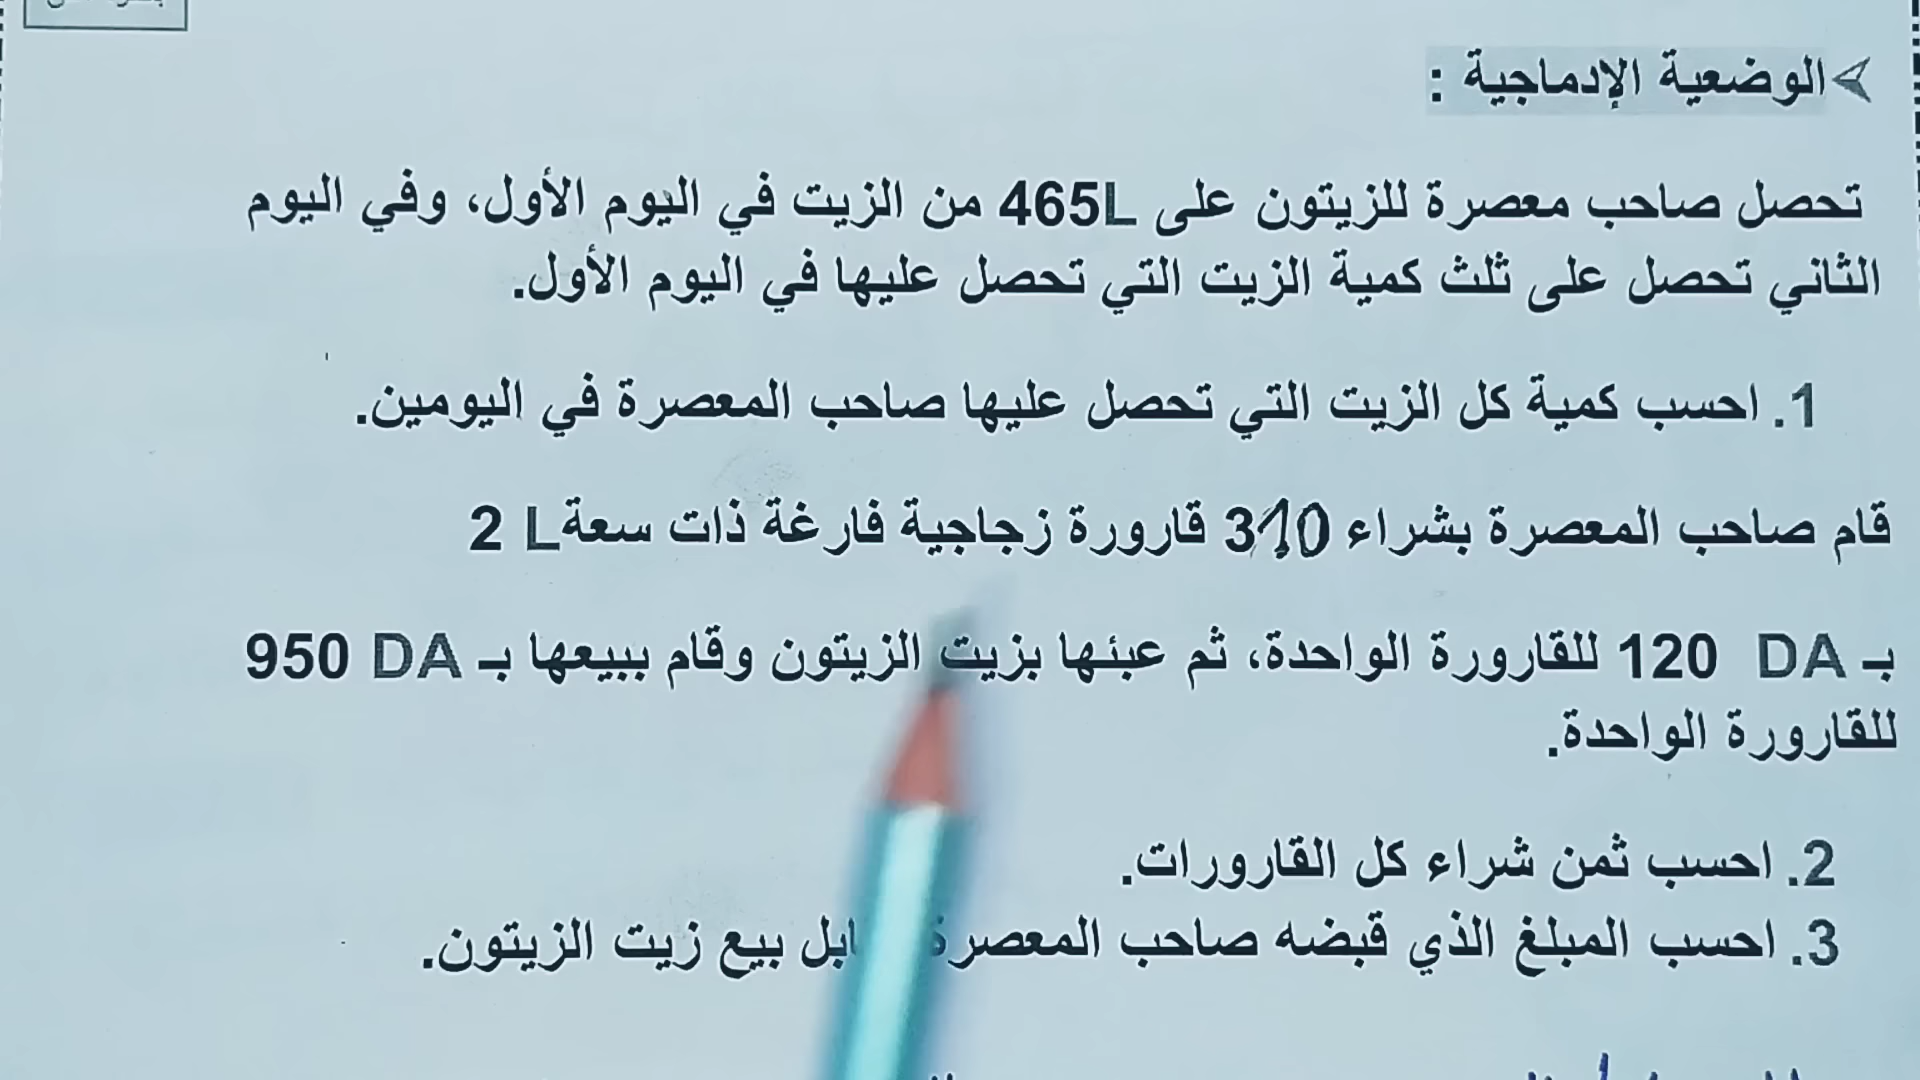 الوضعية الإدماجية :
تحصل صاحب معصرة للزيتون على 465L من الزيت في اليوم الأول، وفي اليوم
الثاني تحصل على ثلث كمية الزيت التي تحصل عليها في اليوم الأول.
1. احسب كمية كل الزيت التي تحصل عليها صاحب المعصرة في اليومين.
قام صاحب المعصرة بشراء 310 قارورة زجاجية فارغة ذات سعة 2 L
بـ 120 DA للقارورة الواحدة، ثم عبئها بزيت الزيتون وقام ببيعها بـ 950 DA
للقارورة الواحدة.
2. احسب ثمن شراء كل القارورات.
3. احسب المبلغ الذي قبضه صاحب المعصرة بيع زيت الزيتون.